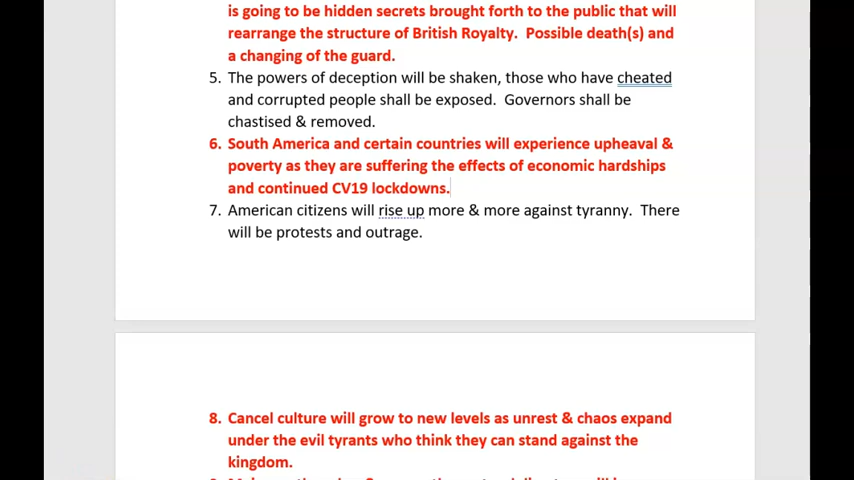 is going to be hidden secrets brought forth to the public that will
rearrange the structure of British Royalty.  Possible death(s) and
a changing of the guard.
5. The powers of deception will be shaken, those who have cheated
and corrupted people shall be exposed.  Governors shall be
chastised & removed.
6. South America and certain countries will experience upheaval &
poverty as they are suffering the effects of economic hardships
and continued CV19 lockdowns.
7. American citizens will rise up more & more against tyranny.  There
will be protests and outrage.
8. Cancel culture will grow to new levels as unrest & chaos expand
under the evil tyrants who think they can stand against the
kingdom.